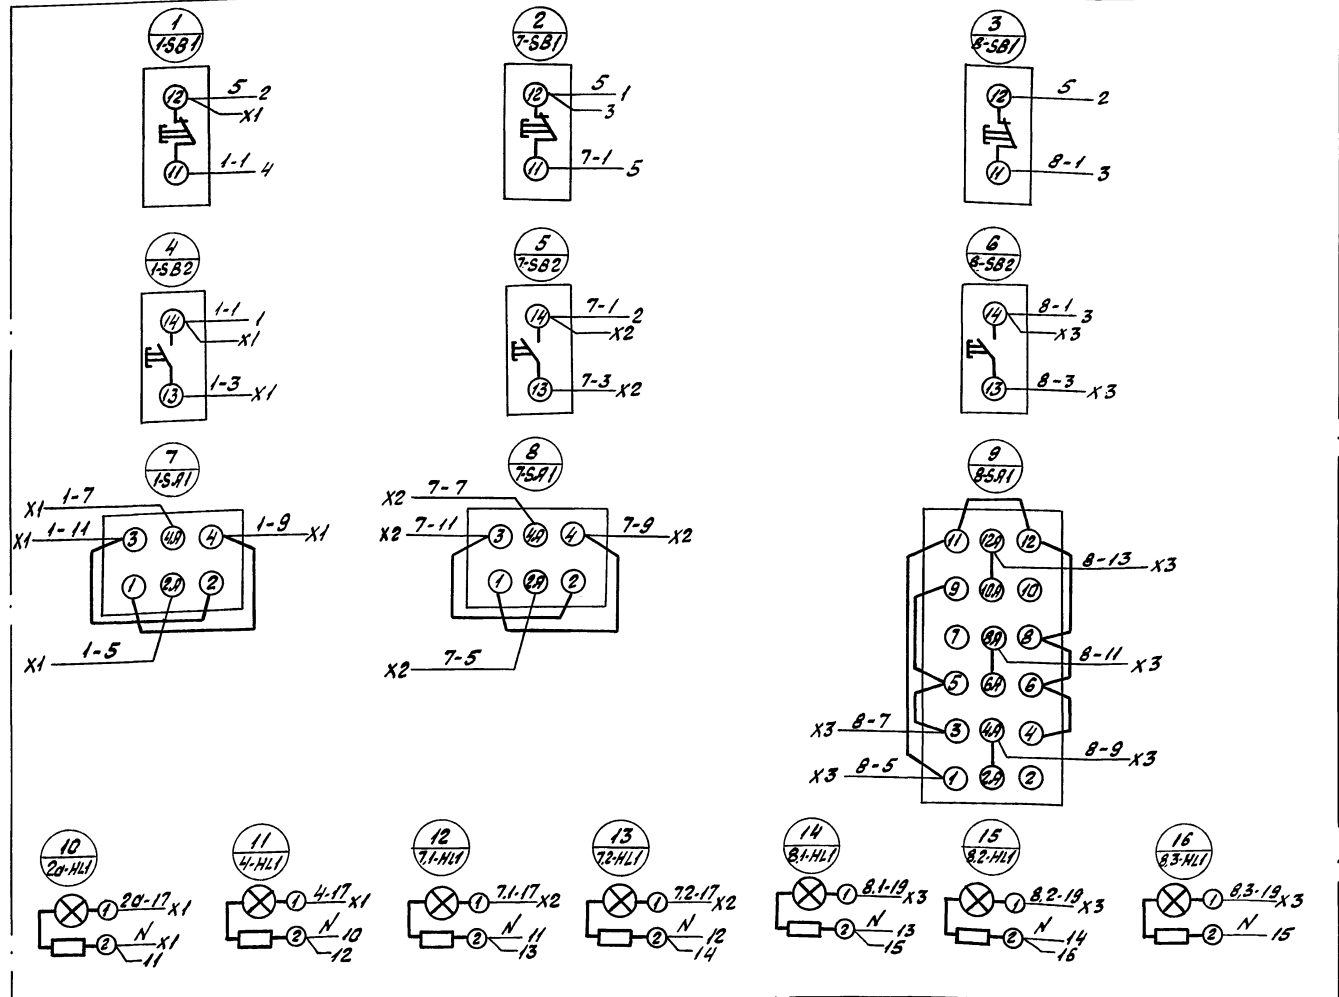 1
1-SB1
12
5
2
X1
11
1-1
4
2
7-SB1
12
5
1
3
11
7-1
5
3
8-SB1
12
5
2
11
8-1
3
4
1-SB2
14
1-1
1
X1
13
1-3
X1
5
7-SB2
14
7-1
2
X2
13
7-3
X2
6
8-SB2
14
8-1
3
X3
13
8-3
X3
7
1-SA1
X1 1-7
X1 1-11
3 4A 4
1-9 X1
1 2A 2
X1 1-5
8
7-SA1
X2 7-7
X2 7-11
3 4A 4
7-9 X2
1 2A 2
X2 7-5
9
8-SA1
11 12A 12
8-13 X3
9 10A 10
7 8A 8
8-11 X3
5 6A 6
X3 8-7
3 4A 4
8-9 X3
X3 8-5
1 2A 2
10
2а-HL1
1 2а-17 X1
2 N X1
11
11
4-HL1
1 4-17 X1
2 N 10
12
12
7,1-HL1
1 7,1-17 X2
2 N 11
13
13
7,2-HL1
1 7,2-17 X2
2 N 12
14
14
8,1-HL1
1 8,1-19 X3
2 N 13
15
15
8,2-HL1
1 8,2-19 X3
2 N 14
16
16
8,3-HL1
1 8,3-19 X3
2 N 15